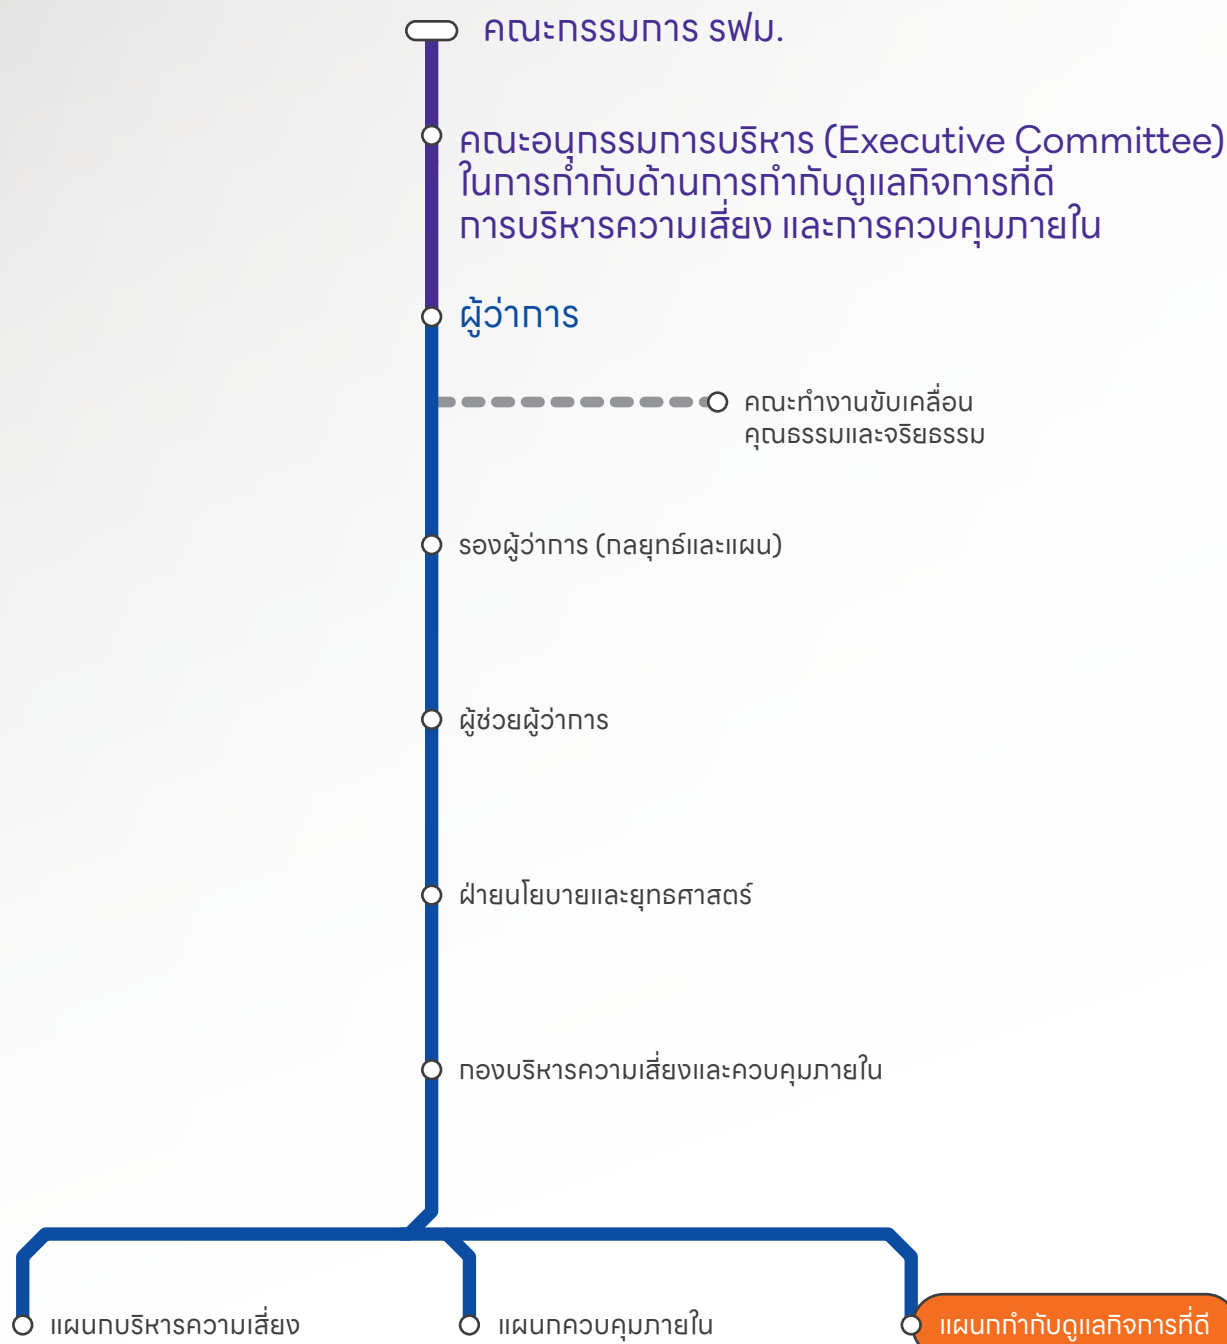 คณะกรรมการ รฟม.
คณะอนุกรรมการบริหาร (Executive Committee)
ในการกำกับด้านการกำกับดูแลกิจการที่ดี
การบริหารความเสี่ยง และการควบคุมภายใน
ผู้ว่าการ
คณะทำงานขับเคลื่อน
คุณธรรมและจริยธรรม
รองผู้ว่าการ (กลยุทธ์และแผน)
ผู้ช่วยผู้ว่าการ
ฝ่ายนโยบายและยุทธศาสตร์
กองบริหารความเสี่ยงและควบคุมภายใน
แผนกบริหารความเสี่ยง
แผนกควบคุมภายใน
แผนกกำกับดูแลกิจการที่ดี